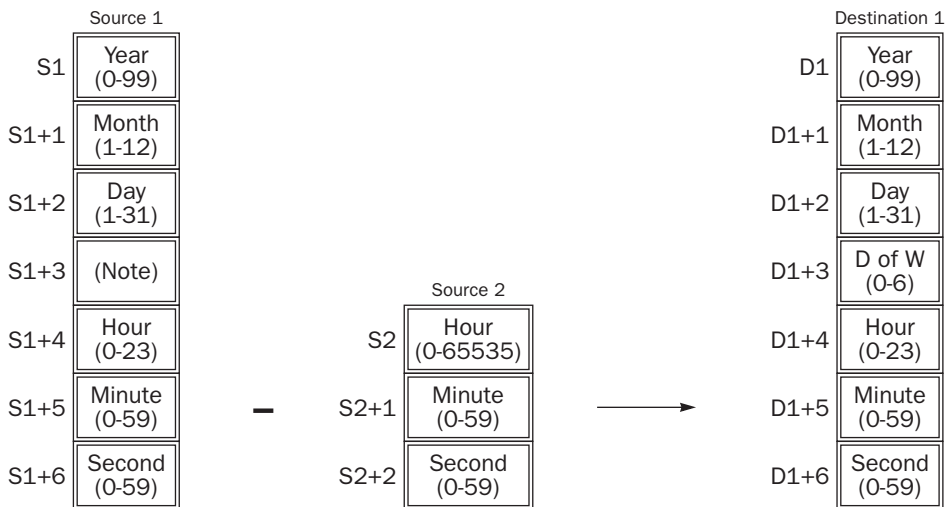 Source 1
S1 Year
(0-99)
S1+1 Month
(1-12)
S1+2 Day
(1-31)
S1+3 (Note)
S1+4 Hour
(0-23)
S1+5 Minute
(0-59)
S1+6 Second
(0-59)
–
Source 2
S2 Hour
(0-65535)
S2+1 Minute
(0-59)
S2+2 Second
(0-59)
Destination 1
D1 Year
(0-99)
D1+1 Month
(1-12)
D1+2 Day
(1-31)
D1+3 D of W
(0-6)
D1+4 Hour
(0-23)
D1+5 Minute
(0-59)
D1+6 Second
(0-59)